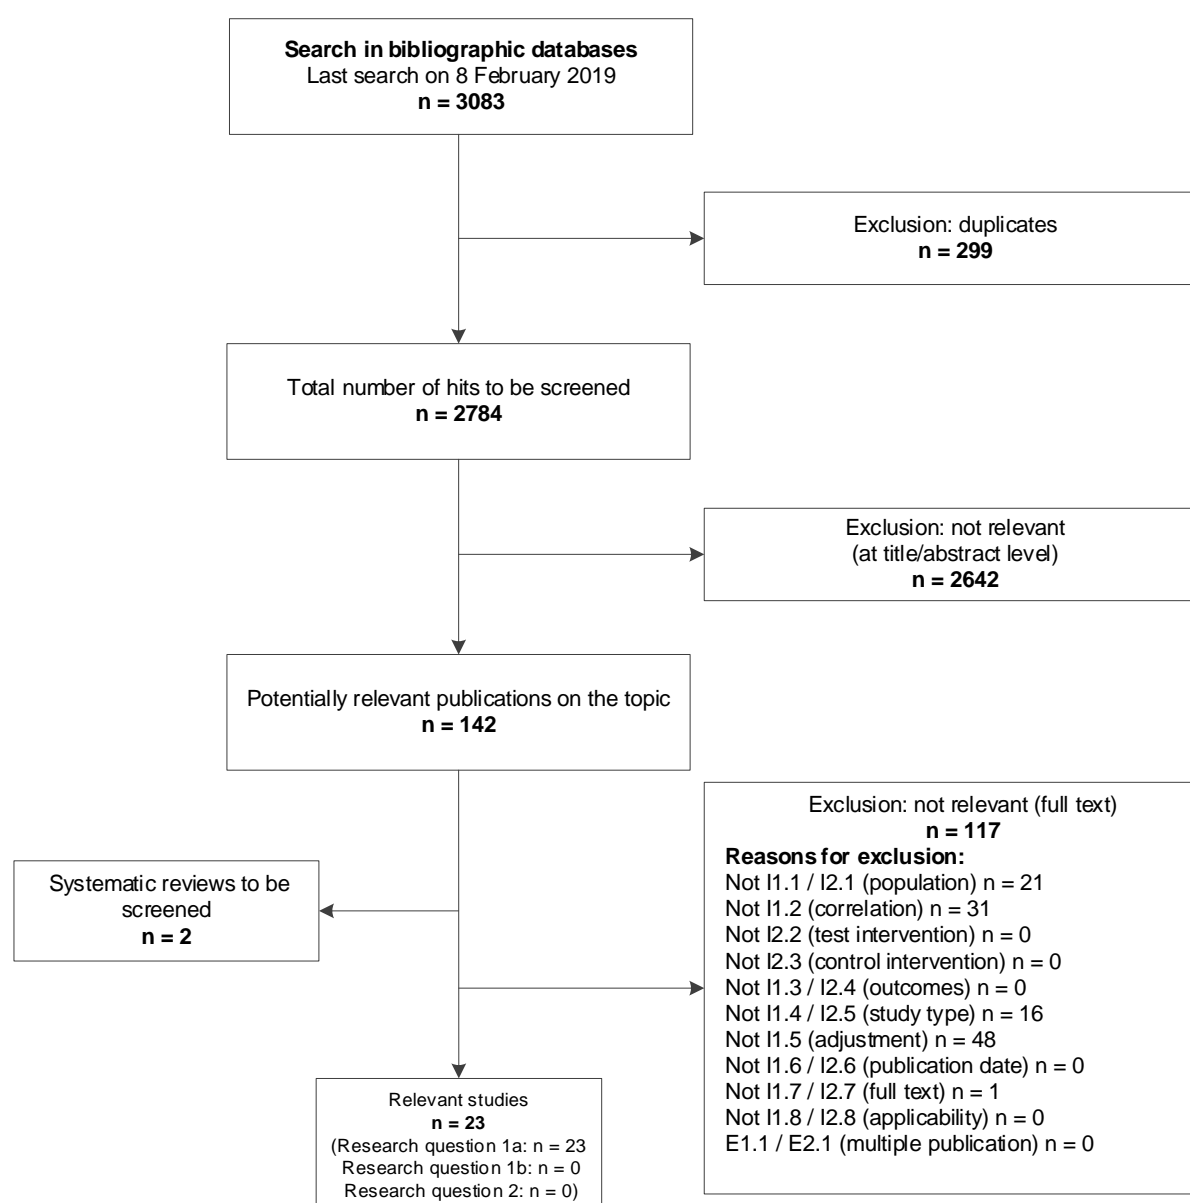 Search in bibliographic databases
Last search on 8 February 2019
n = 3083
Exclusion: duplicates
n = 299
Total number of hits to be screened
n = 2784
Exclusion: not relevant
(at title/abstract level)
n = 2642
Potentially relevant publications on the topic
n = 142
Systematic reviews to be
screened
n = 2
Exclusion: not relevant (full text)
n = 117
Reasons for exclusion:
Not I1.1 / I2.1 (population) n = 21
Not I1.2 (correlation) n = 31
Not I2.2 (test intervention) n = 0
Not I2.3 (control intervention) n = 0
Not I1.3 / I2.4 (outcomes) n = 0
Not I1.4 / I2.5 (study type) n = 16
Not I1.5 (adjustment) n = 48
Not I1.6 / I2.6 (publication date) n = 0
Not I1.7 / I2.7 (full text) n = 1
Not I1.8 / I2.8 (applicability) n = 0
E1.1 / E2.1 (multiple publication) n = 0
Relevant studies
n = 23
(Research question 1a: n = 23
Research question 1b: n = 0
Research question 2: n = 0)